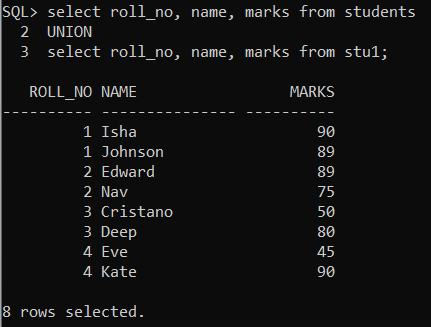 SQL> select roll_no, name, marks from students
  2  UNION
  3  select roll_no, name, marks from stu1;
   ROLL_NO NAME                 MARKS
---------- --------------- ----------
         1 Isha                    90
         1 Johnson                 89
         2 Edward                  89
         2 Nav                     75
         3 Cristano                50
         3 Deep                    80
         4 Eve                     45
         4 Kate                    90
8 rows selected.